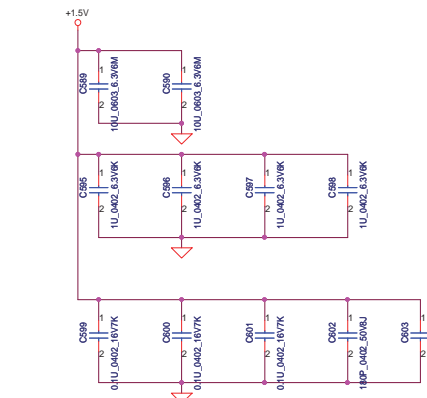 +1.5V
1
C589
2
10U_0603_6.3V6M
1
C590
2
10U_0603_6.3V6M
1
C595
2
1U_0402_6.3V6K
1
C596
2
1U_0402_6.3V6K
1
C597
2
1U_0402_6.3V6K
1
C598
2
1U_0402_6.3V6K
1
C599
2
0.1U_0402_16V7K
1
C600
2
0.1U_0402_16V7K
1
C601
2
0.1U_0402_16V7K
1
C602
2
180P_0402_50V8J
1
C603
2